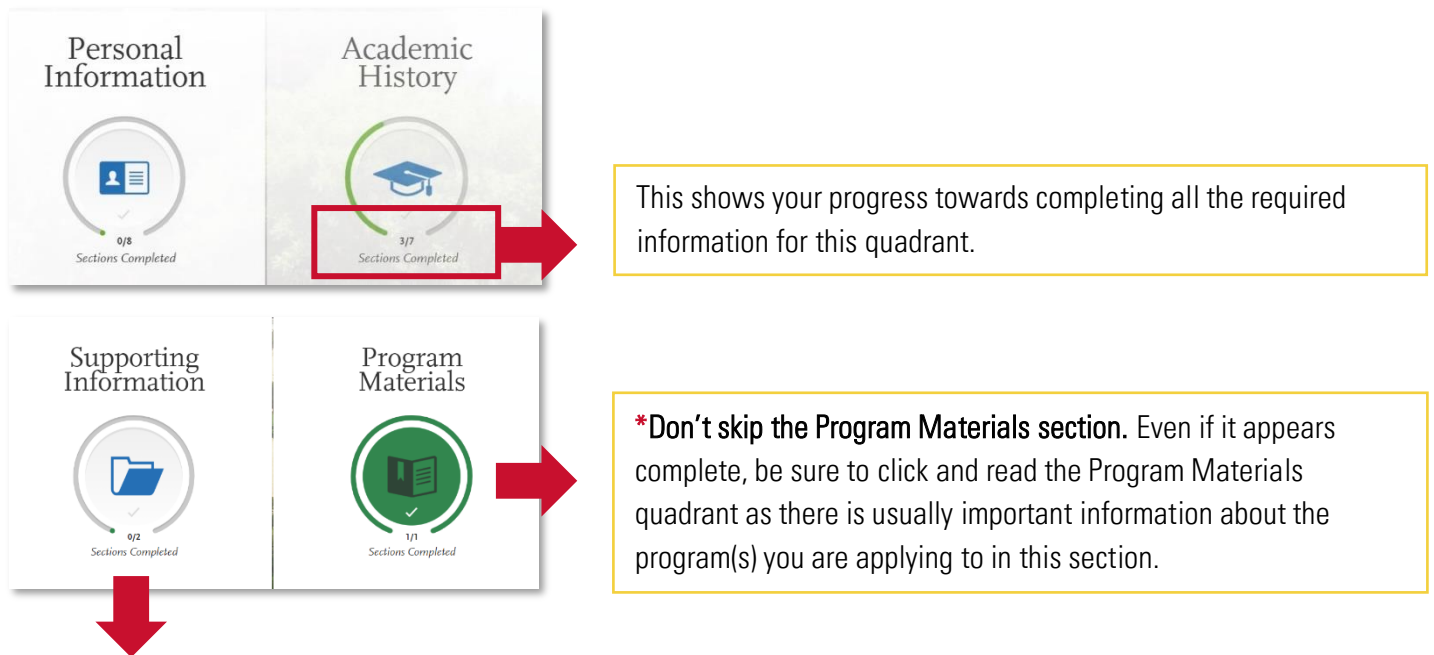 Personal
Information
0/8
Sections Completed
Academic
History
3/7
Sections Completed
This shows your progress towards completing all the required
information for this quadrant.
Supporting
Information
0/2
Sections Completed
Program
Materials
1/1
Sections Completed
*Don’t skip the Program Materials section. Even if it appears
complete, be sure to click and read the Program Materials
quadrant as there is usually important information about the
program(s) you are applying to in this section.